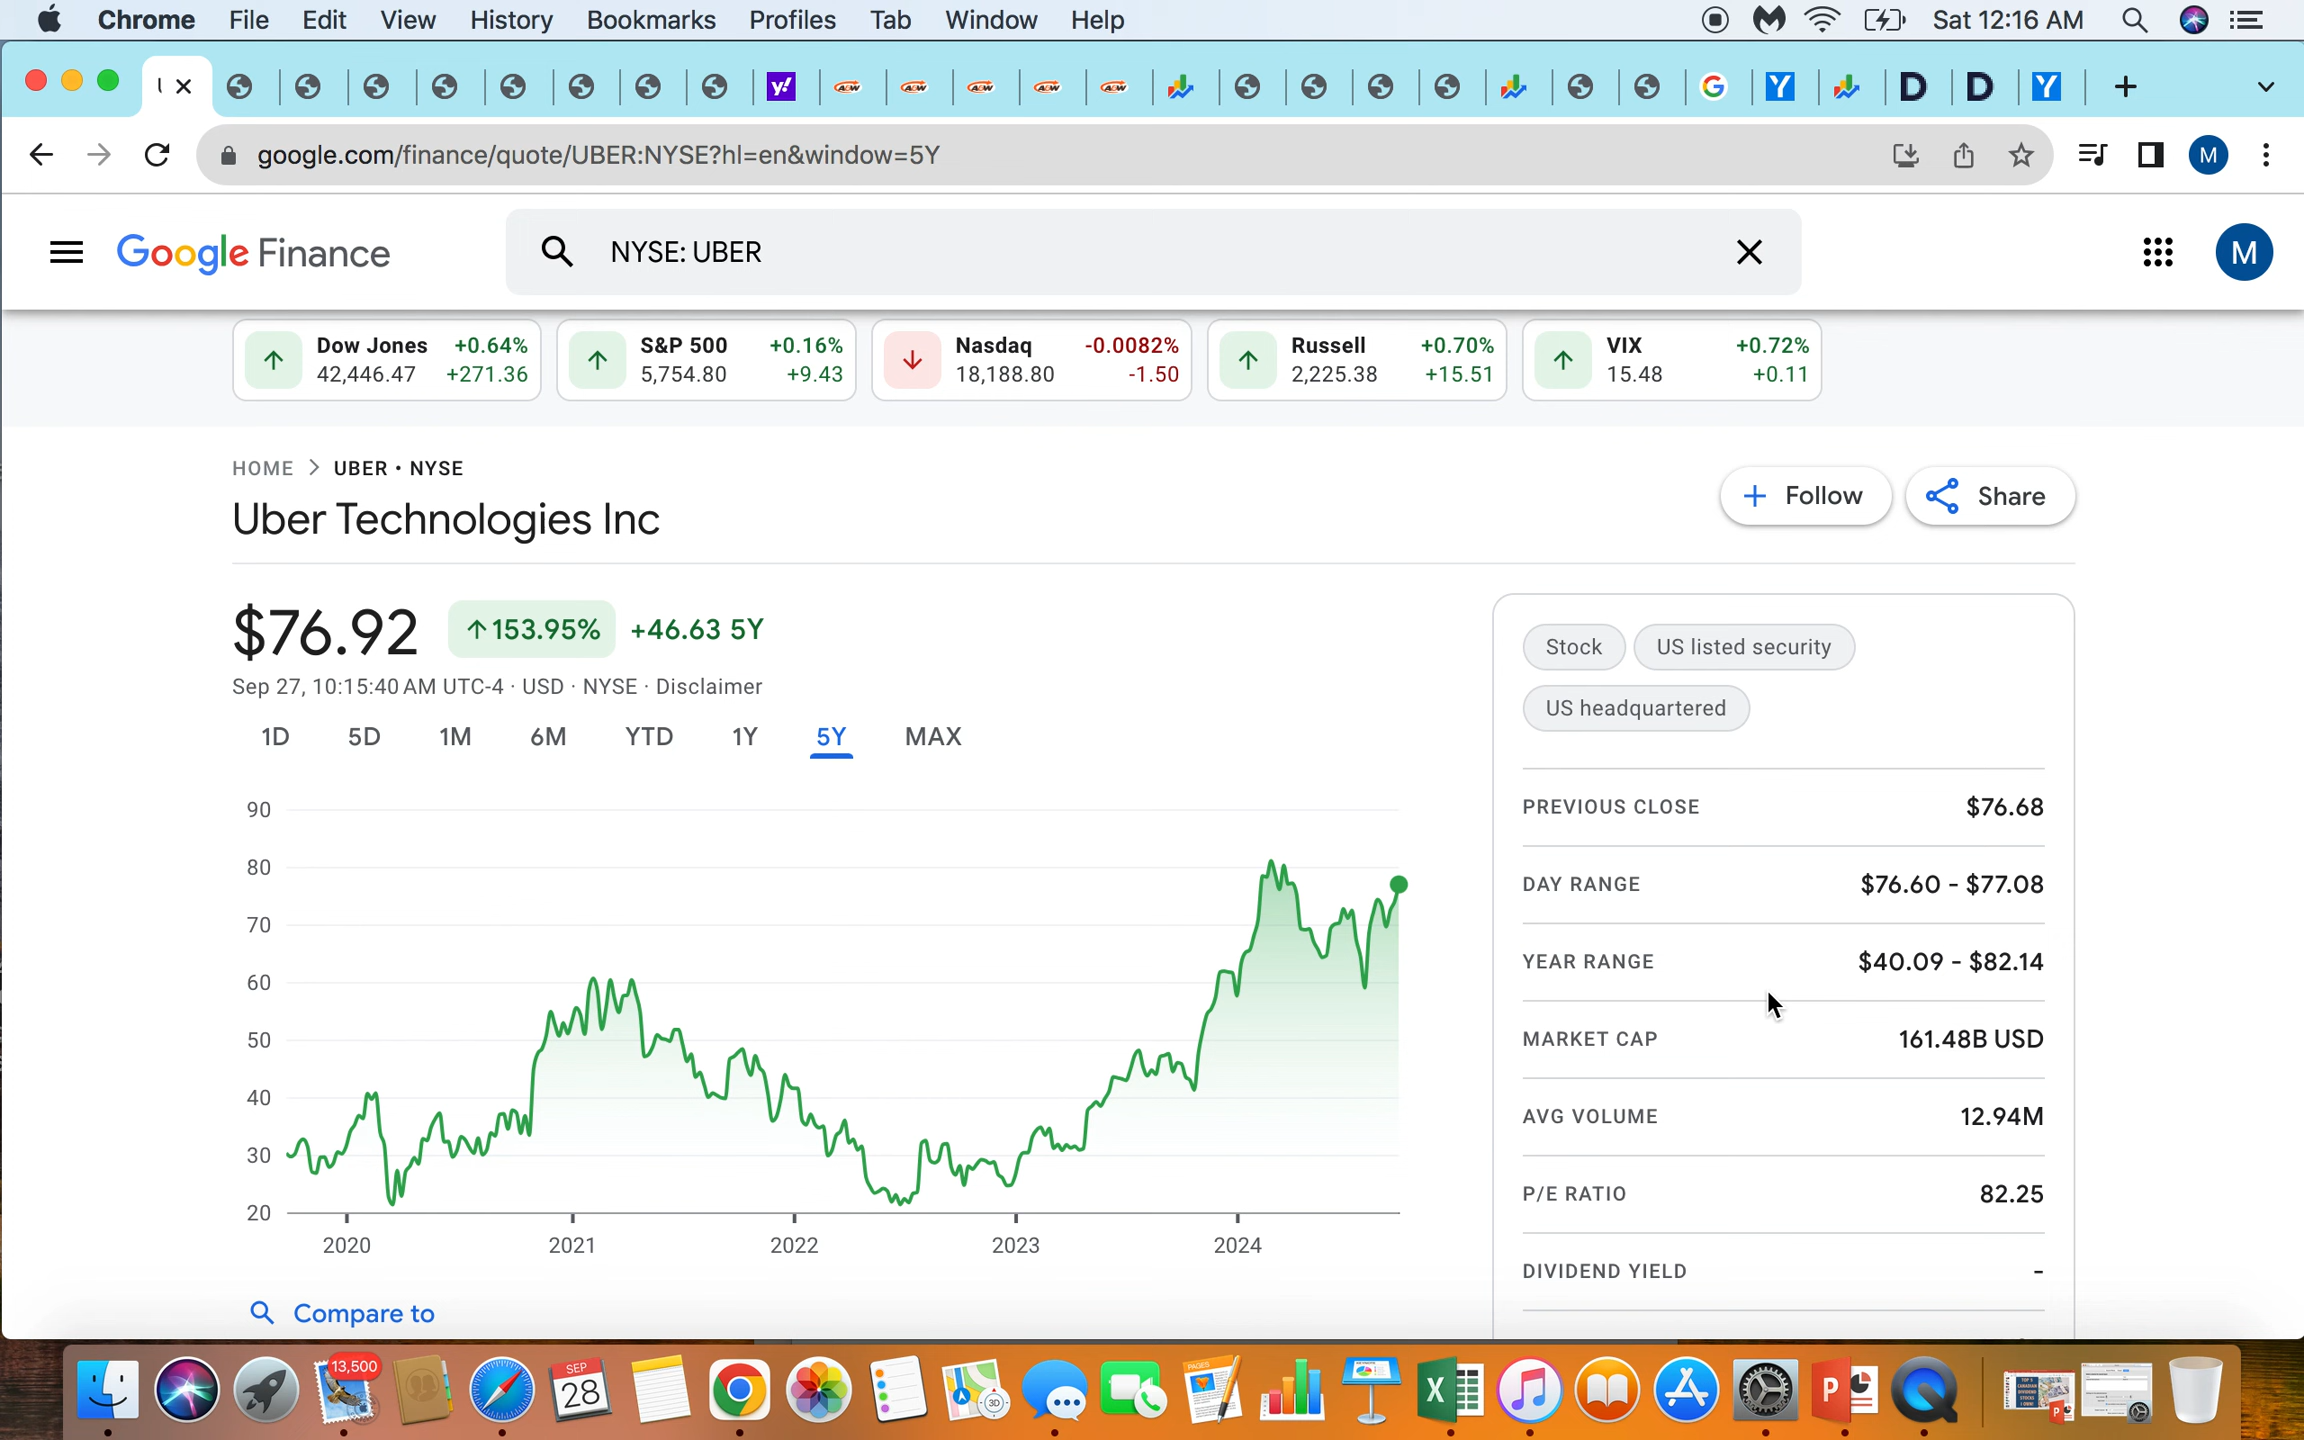 Chrome File Edit View History Bookmarks Profiles Tab Window Help Sat 12:16 AM
google.com/finance/quote/UBER:NYSE?hl=en&window=5Y M
Google Finance NYSE: UBER M
Dow Jones +0.64% S&P 500 +0.16% Nasdaq -0.0082% Russell +0.70% VIX +0.72%
42,446.47 +271.36 5,754.80 +9.43 18,188.80 -1.50 2,225.38 +15.51 15.48 +0.11
HOME > UBER • NYSE
Uber Technologies Inc
+ Follow Share
$76.92 ↑153.95% +46.63 5Y
Sep 27, 10:15:40 AM UTC-4 · USD · NYSE · Disclaimer
1D 5D 1M 6M YTD 1Y 5Y MAX
90
80
70
60
50
40
30
20
2020 2021 2022 2023 2024
Compare to
Stock US listed security
US headquartered
PREVIOUS CLOSE $76.68
DAY RANGE $76.60 - $77.08
YEAR RANGE $40.09 - $82.14
MARKET CAP 161.48B USD
AVG VOLUME 12.94M
P/E RATIO 82.25
DIVIDEND YIELD -
13,500
SEP
28
PAGES
3D